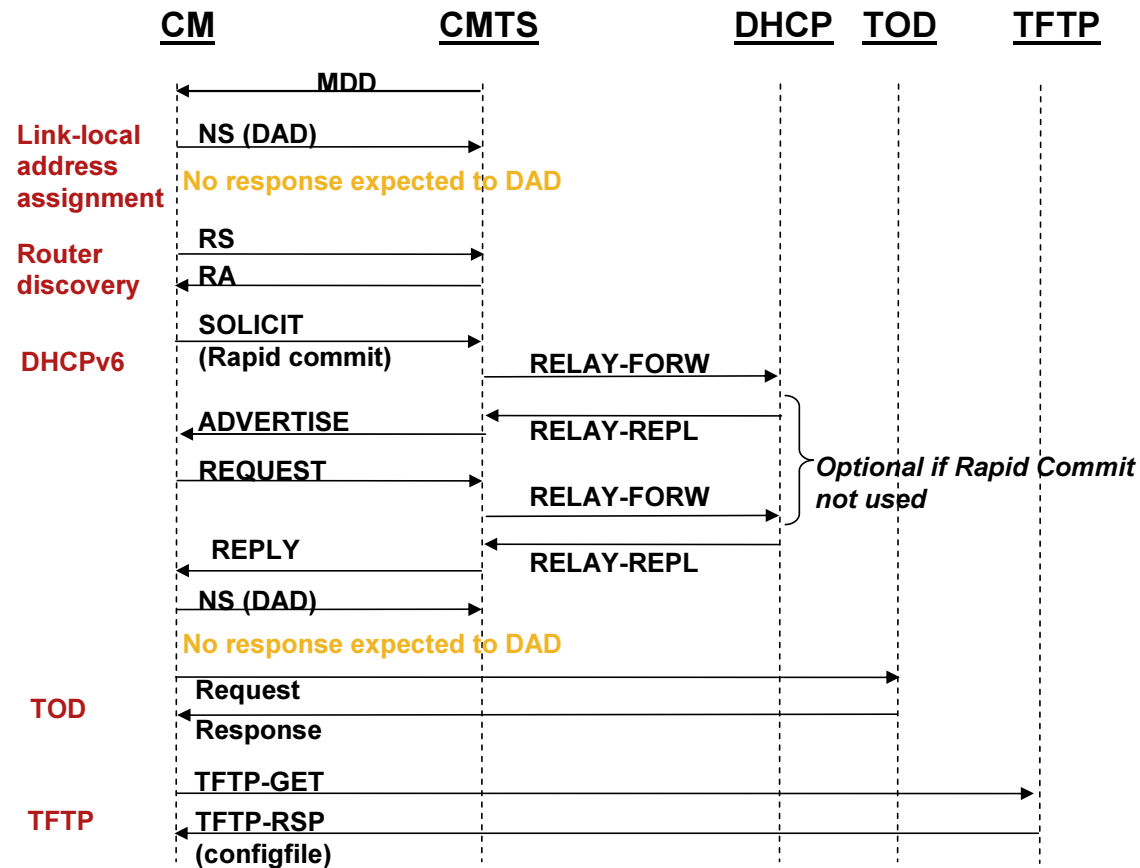 CM CMTS DHCP TOD TFTP
MDD
Link-local
address
assignment
NS (DAD)
No response expected to DAD
Router
discovery
RS
RA
DHCPv6
SOLICIT
(Rapid commit)
RELAY-FORW
ADVERTISE
RELAY-REPL
REQUEST
Optional if Rapid Commit
not used
RELAY-FORW
REPLY
RELAY-REPL
NS (DAD)
No response expected to DAD
TOD
Request
Response
TFTP
TFTP-GET
TFTP-RSP
(configfile)